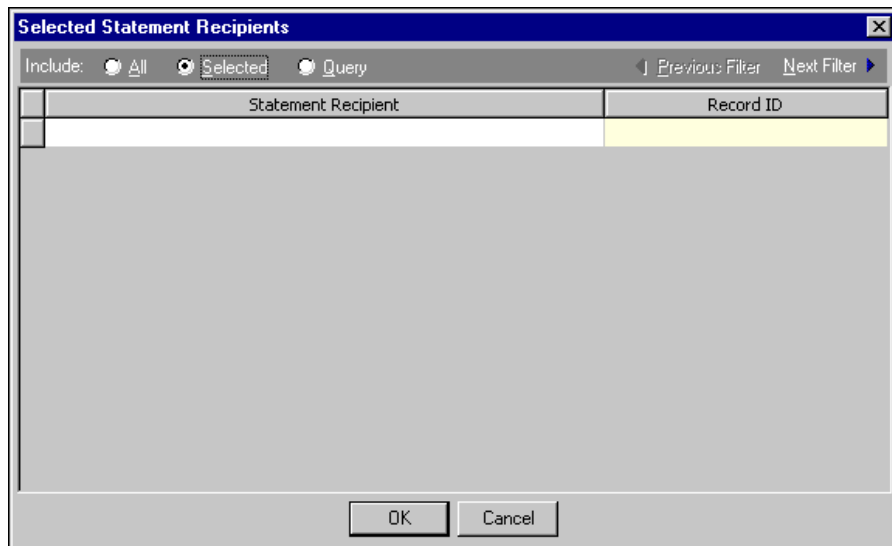 Selected Statement Recipients
Include: All Selected Query Previous Filter Next Filter
Statement Recipient Record ID
OK Cancel